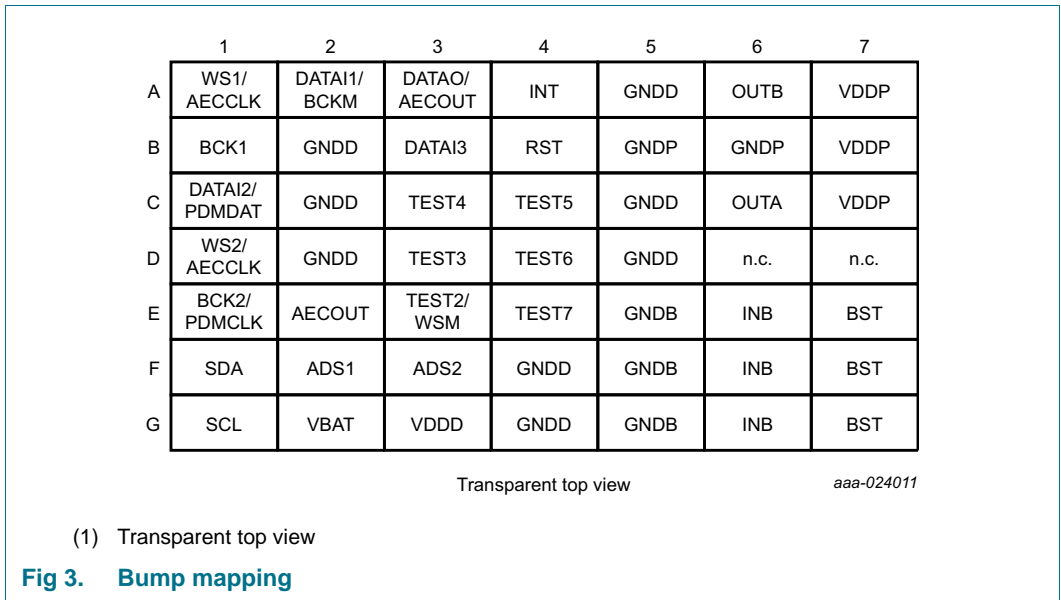 1 2 3 4 5 6 7
A WS1/ AECCLK DATAI1/ BCKM DATAO/ AECOUT INT GNDD OUTB VDDP
B BCK1 GNDD DATAI3 RST GNDP GNDP VDDP
C DATAI2/ PDMDAT GNDD TEST4 TEST5 GNDD OUTA VDDP
D WS2/ AECCLK GNDD TEST3 TEST6 GNDD n.c. n.c.
E BCK2/ PDMCLK AECOUT TEST2/ WSM TEST7 GNDB INB BST
F SDA ADS1 ADS2 GNDD GNDB INB BST
G SCL VBAT VDDD GNDD GNDB INB BST
Transparent top view aaa-024011
(1) Transparent top view
Fig 3. Bump mapping